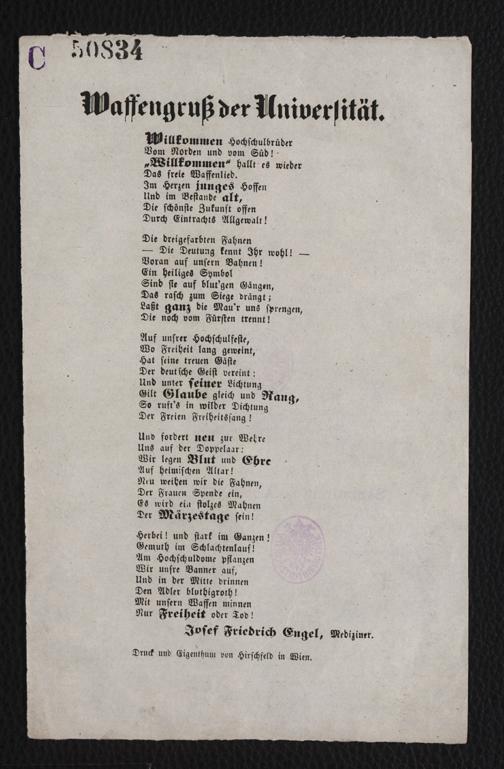 C 50834
Waffengruß der Universität.
Willkommen Hochschulbrüder
Vom Norden und vom Süd!
„Willkommen“ hallt es wieder
Das freie Waffenlied.
Im Herzen junges Hoffen
Und im Bestande alt,
Die schönste Zukunft offen
Durch Eintrachts Allgewalt!
Die dreigefarbten Fahnen
— Die Deutung kennt Ihr wohl! —
Voran auf unsern Bahnen!
Ein heiliges Symbol
Sind sie auf blut'gen Gängen,
Das rasch zum Siege drängt;
Laßt ganz die Mau'r uns sprengen,
Die noch vom Fürsten trennt!
Auf unsrer Hochschulfeste,
Wo Freiheit lang geweint,
Hat seine treuen Gäste
Der deutsche Geist vereint:
Und unter seiner Lichtung
Gilt Glaube gleich und Rang,
So ruft's in wilder Dichtung
Der Freien Freiheitsfang!
Und fordert neu zur Wehre
Uns auf der Doppelaar:
Wir legen Blut und Ehre
Auf heimischen Altar!
Neu weihen wir die Fahnen,
Der Frauen Spende ein,
Es wird ein stolzes Mahnen
Der Märzestage sein!
Herbei! und stark im Ganzen!
Gemuth im Schlachtenlauf!
Am Hochschuldome pflanzen
Wir unsre Banner auf,
Und in der Mitte drinnen
Den Adler bluthigroth!
Mit unsern Waffen minnen
Nur Freiheit oder Tod!
Josef Friedrich Engel, Mediziner.
Druck und Eigenthum von Hirschfeld in Wien.